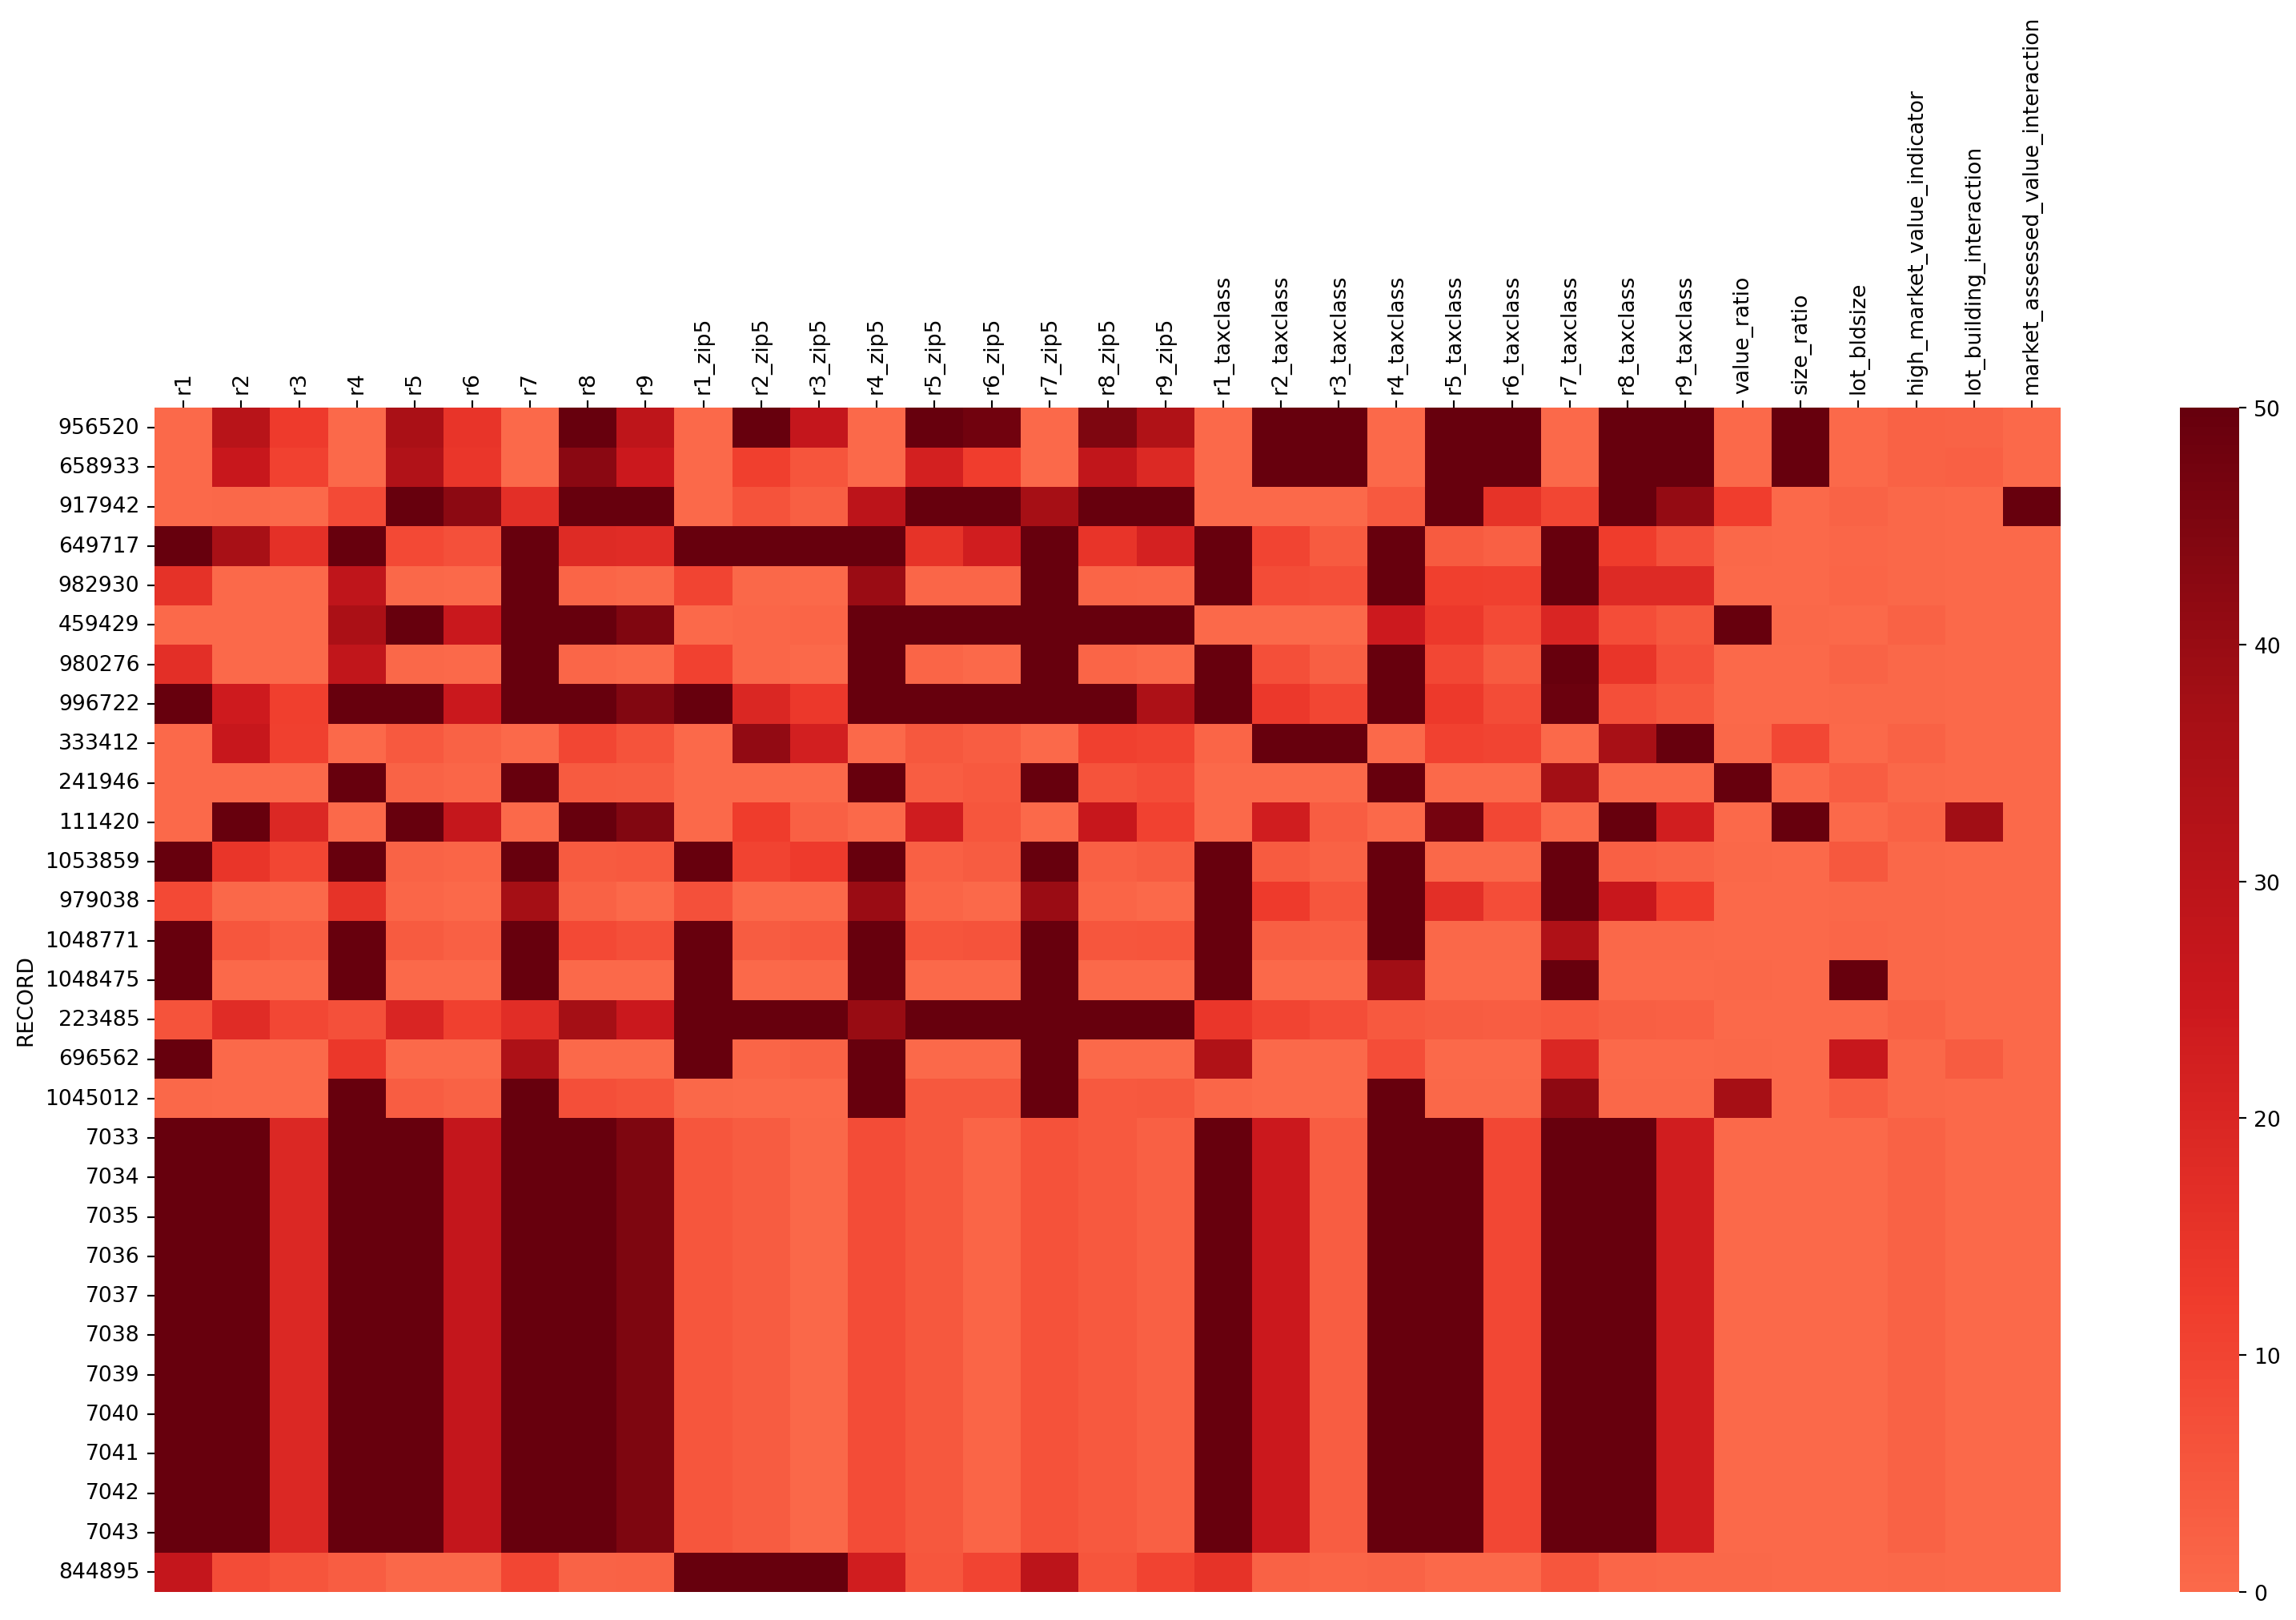 r1
r2
r3
r4
r5
r6
r7
r8
r9
r1_zip5
r2_zip5
r3_zip5
r4_zip5
r5_zip5
r6_zip5
r7_zip5
r8_zip5
r9_zip5
r1_taxclass
r2_taxclass
r3_taxclass
r4_taxclass
r5_taxclass
r6_taxclass
r7_taxclass
r8_taxclass
r9_taxclass
value_ratio
size_ratio
lot_bldsize
high_market_value_indicator
lot_building_interaction
market_assessed_value_interaction
RECORD
956520
658933
917942
649717
982930
459429
980276
996722
333412
241946
111420
1053859
979038
1048771
1048475
223485
696562
1045012
7033
7034
7035
7036
7037
7038
7039
7040
7041
7042
7043
844895
50
40
30
20
10
0